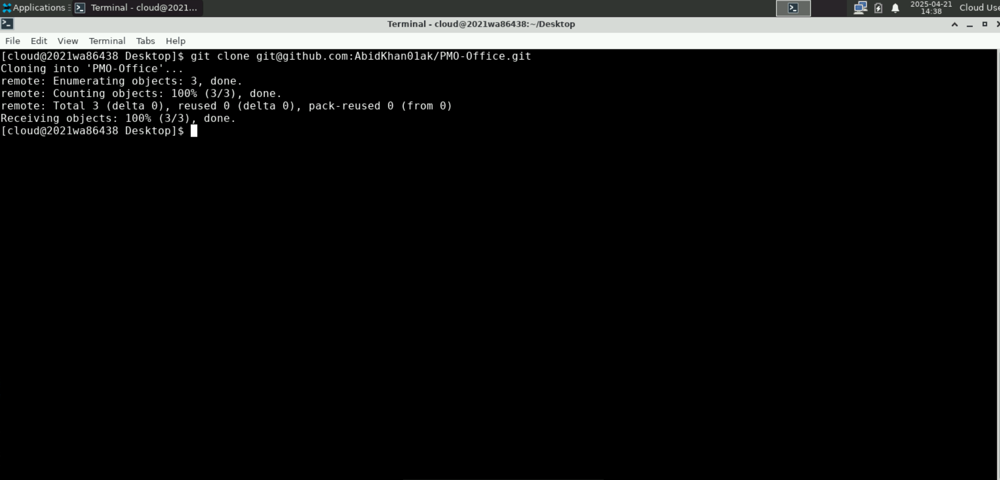 Applications
Terminal - cloud@2021...
2025-04-21
14:38
Cloud Use
Terminal - cloud@2021wa86438:~/Desktop
File Edit View Terminal Tabs Help
[cloud@2021wa86438 Desktop]$ git clone git@github.com:AbidKhan01ak/PMO-Office.git
Cloning into 'PMO-Office'...
remote: Enumerating objects: 3, done.
remote: Counting objects: 100% (3/3), done.
remote: Total 3 (delta 0), reused 0 (delta 0), pack-reused 0 (from 0)
Receiving objects: 100% (3/3), done.
[cloud@2021wa86438 Desktop]$